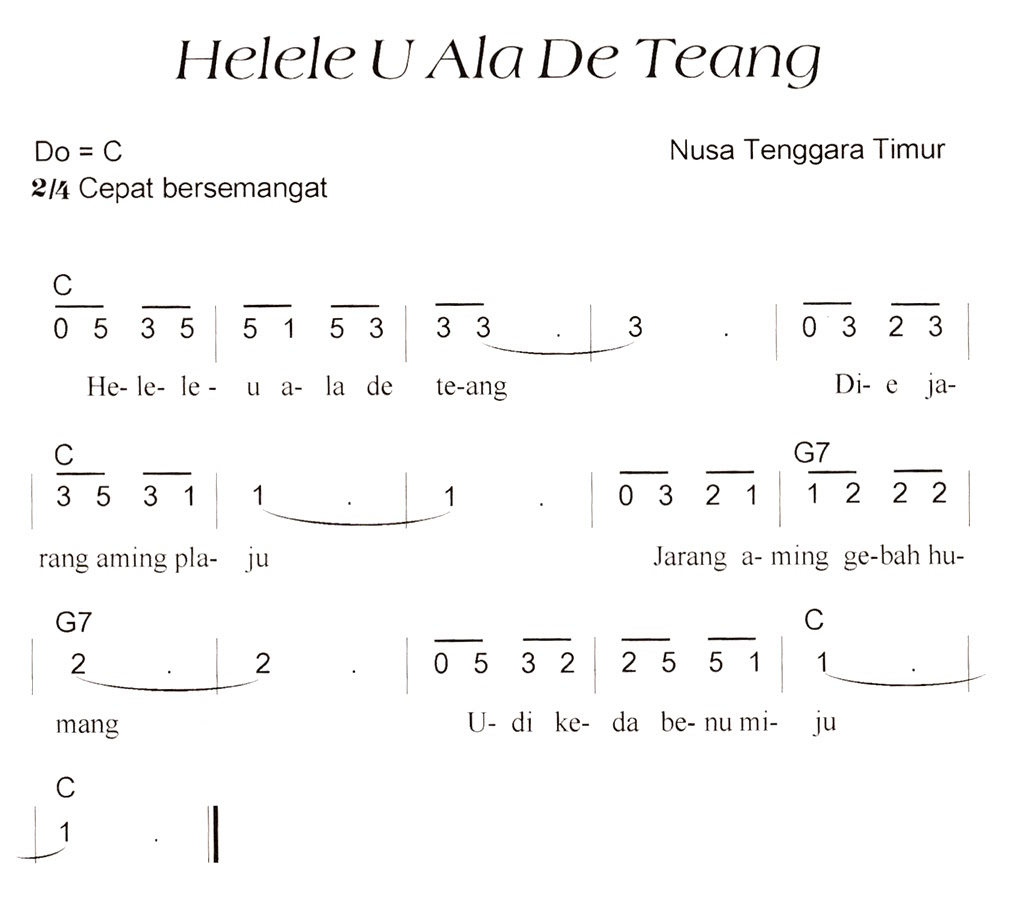 Helele U Ala De Teang
Do = C
Nusa Tenggara Timur
2/4 Cepat bersemangat
C
0 5 3 5 | 5 1 5 3 | 3 3 . | 3 . | 0 3 2 3 |
He- le- le - u a- la de te-ang Di- e ja-
C G7
| 3 5 3 1 | 1 . | 1 . | 0 3 2 1 | 1 2 2 2 |
rang aming pla- ju Jarang a- ming ge-bah hu-
G7 C
| 2 . | 2 . | 0 5 3 2 | 2 5 5 1 | 1 . |
mang U- di ke- da be- nu mi- ju
C
| 1 . ||